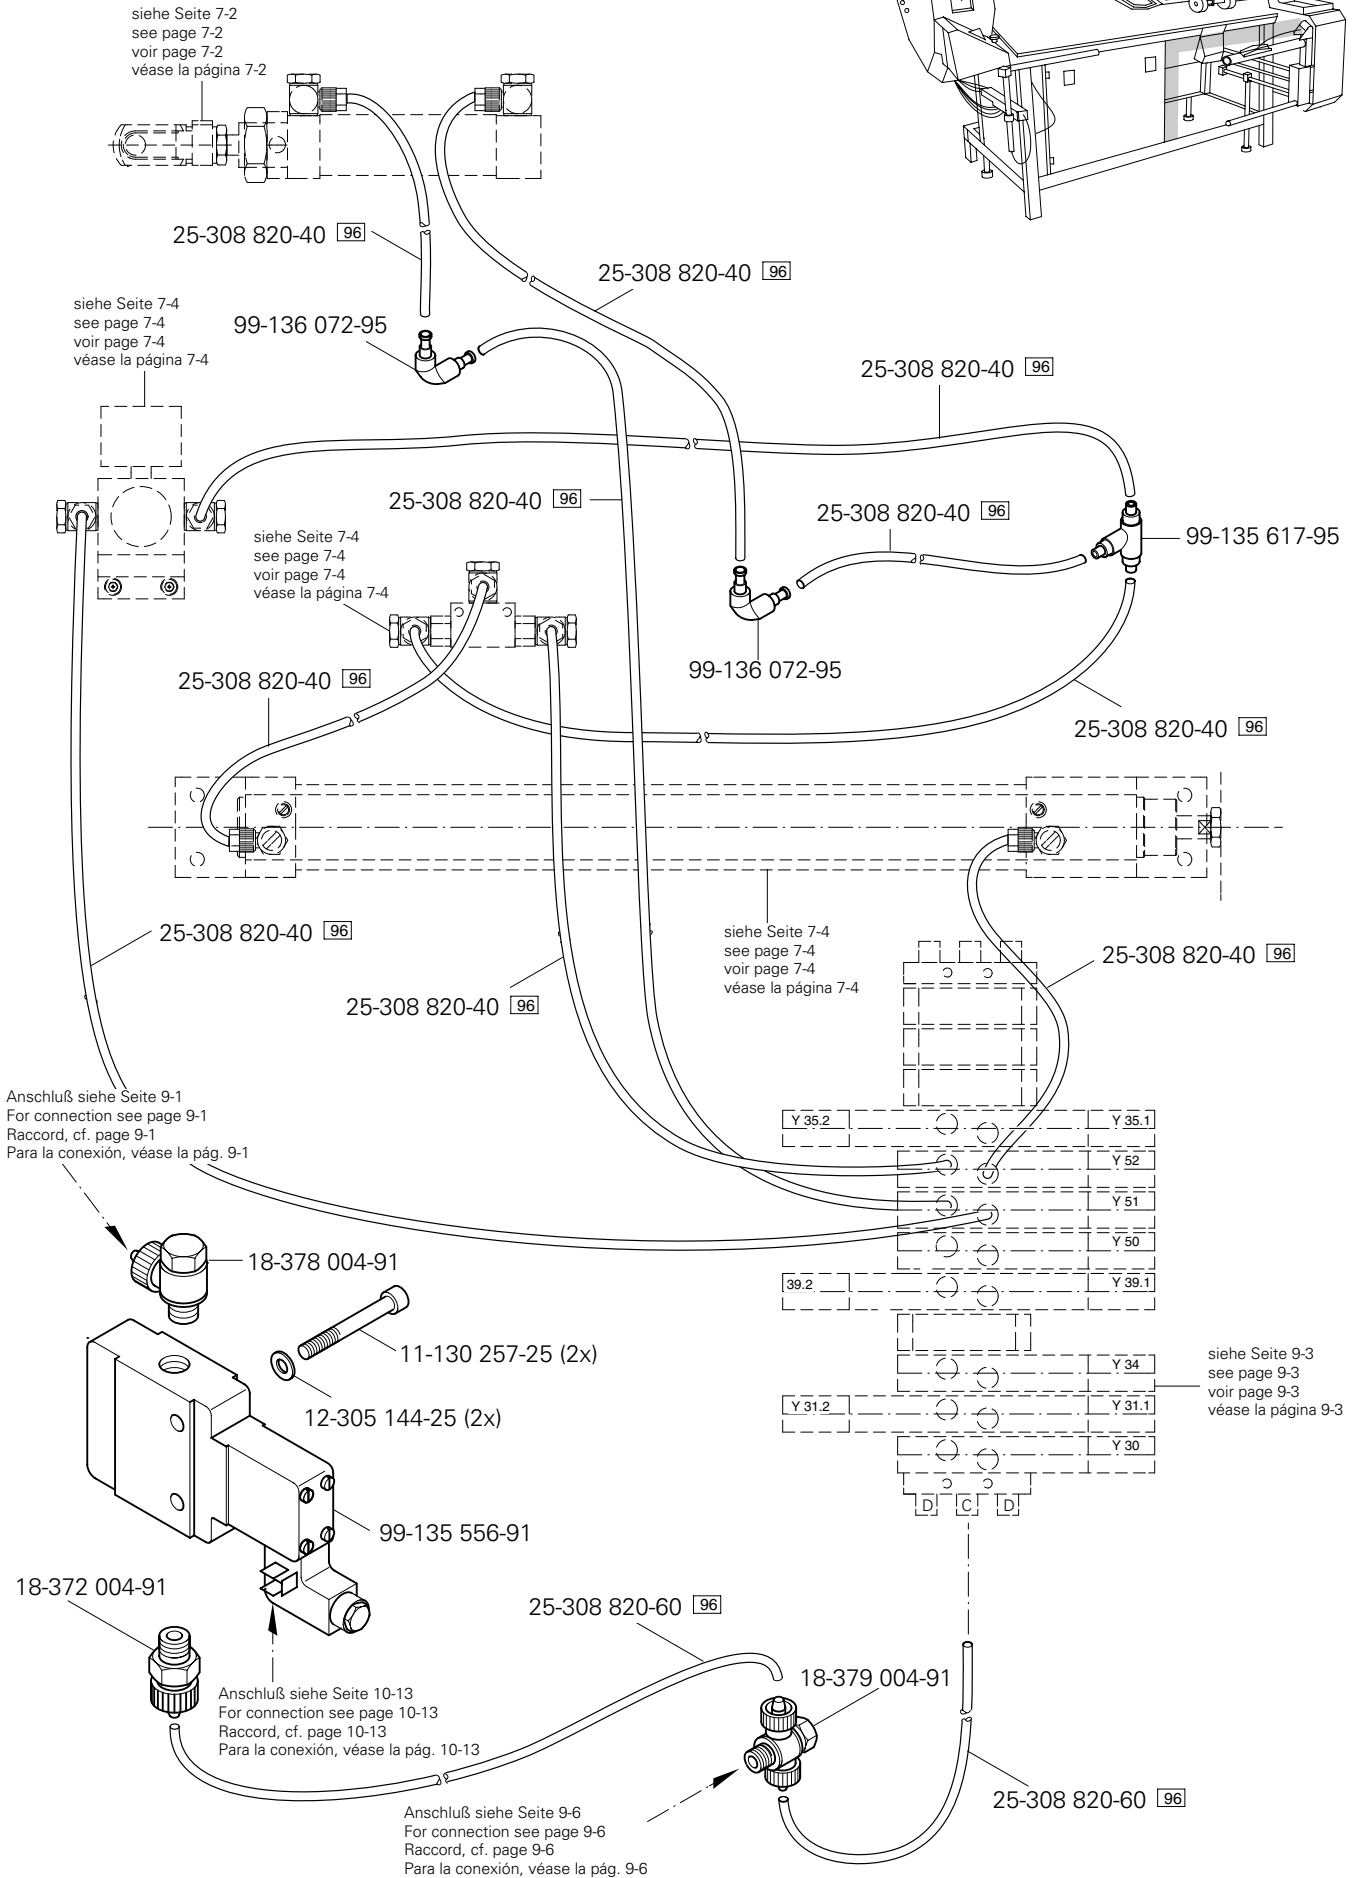 siehe Seite 7-2
see page 7-2
voir page 7-2
véase la página 7-2
25-308 820-40 96
25-308 820-40 96
siehe Seite 7-4
see page 7-4
voir page 7-4
véase la página 7-4
99-136 072-95
25-308 820-40 96
25-308 820-40 96
25-308 820-40 96
99-135 617-95
siehe Seite 7-4
see page 7-4
voir page 7-4
véase la página 7-4
99-136 072-95
25-308 820-40 96
25-308 820-40 96
25-308 820-40 96
siehe Seite 7-4
see page 7-4
voir page 7-4
véase la página 7-4
25-308 820-40 96
25-308 820-40 96
Anschluß siehe Seite 9-1
For connection see page 9-1
Raccord, cf. page 9-1
Para la conexión, véase la pág. 9-1
Y 35.2
Y 35.1
Y 52
Y 51
Y 50
39.2
Y 39.1
18-378 004-91
11-130 257-25 (2x)
12-305 144-25 (2x)
Y 34
Y 31.2
Y 31.1
Y 30
D C D
siehe Seite 9-3
see page 9-3
voir page 9-3
véase la página 9-3
99-135 556-91
18-372 004-91
25-308 820-60 96
18-379 004-91
Anschluß siehe Seite 10-13
For connection see page 10-13
Raccord, cf. page 10-13
Para la conexión, véase la pág. 10-13
25-308 820-60 96
Anschluß siehe Seite 9-6
For connection see page 9-6
Raccord, cf. page 9-6
Para la conexión, véase la pág. 9-6